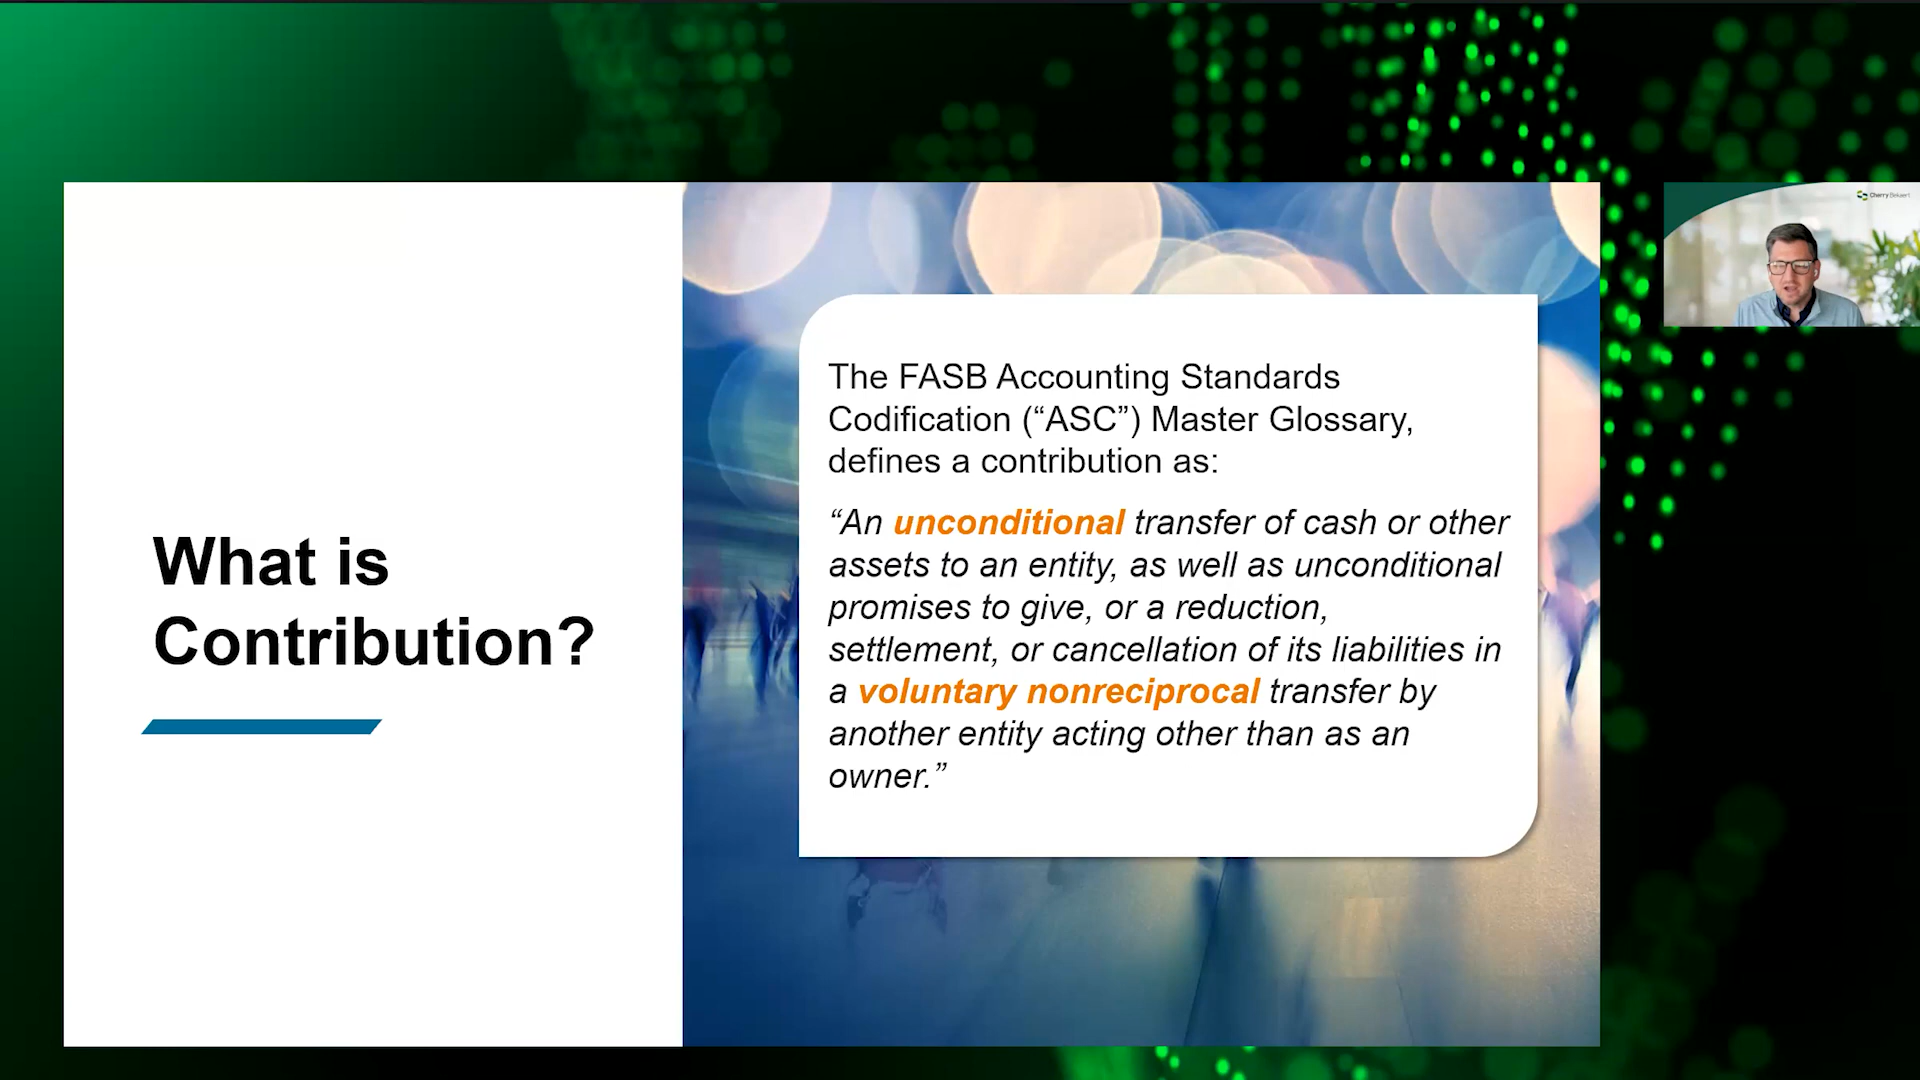 Cherry Bekaert
What is
Contribution?
The FASB Accounting Standards
Codification (“ASC”) Master Glossary,
defines a contribution as:
“An unconditional transfer of cash or other
assets to an entity, as well as unconditional
promises to give, or a reduction,
settlement, or cancellation of its liabilities in
a voluntary nonreciprocal transfer by
another entity acting other than as an
owner.”